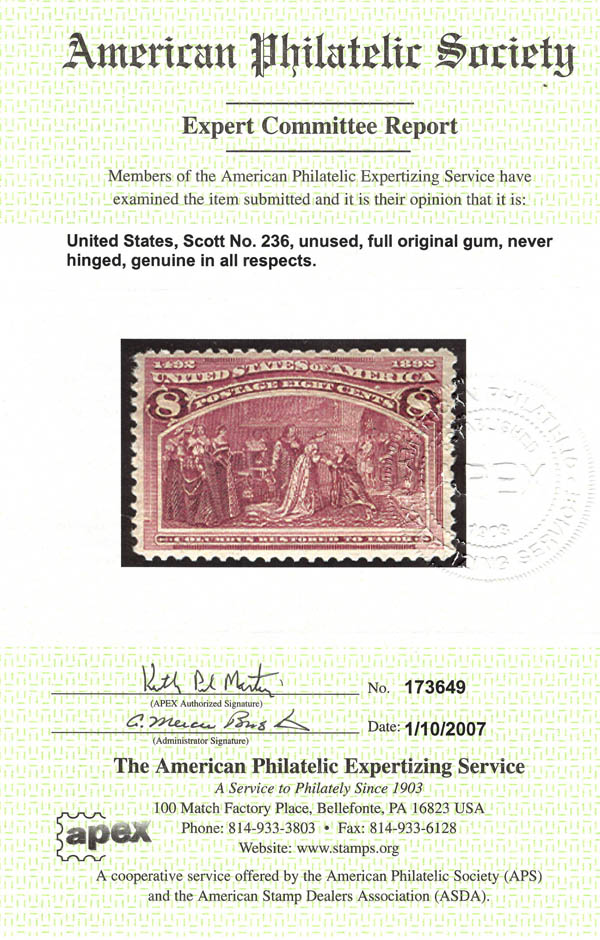 American Philatelic Society
Expert Committee Report
Members of the American Philatelic Expertizing Service have
examined the item submitted and it is their opinion that it is:
United States, Scott No. 236, unused, full original gum, never
hinged, genuine in all respects.
1492 1892
UNITED STATES OF AMERICA
POSTAGE EIGHT CENTS
8 8
COLUMBUS RESTORED TO FAVOR
PHILATELIC
1903
SERVICE
No. 173649
(APEX Authorized Signature)
Date: 1/10/2007
(Administrator Signature)
The American Philatelic Expertizing Service
A Service to Philately Since 1903
100 Match Factory Place, Bellefonte, PA 16823 USA
Phone: 814-933-3803 • Fax: 814-933-6128
Website: www.stamps.org
apex
A cooperative service offered by the American Philatelic Society (APS)
and the American Stamp Dealers Association (ASDA).